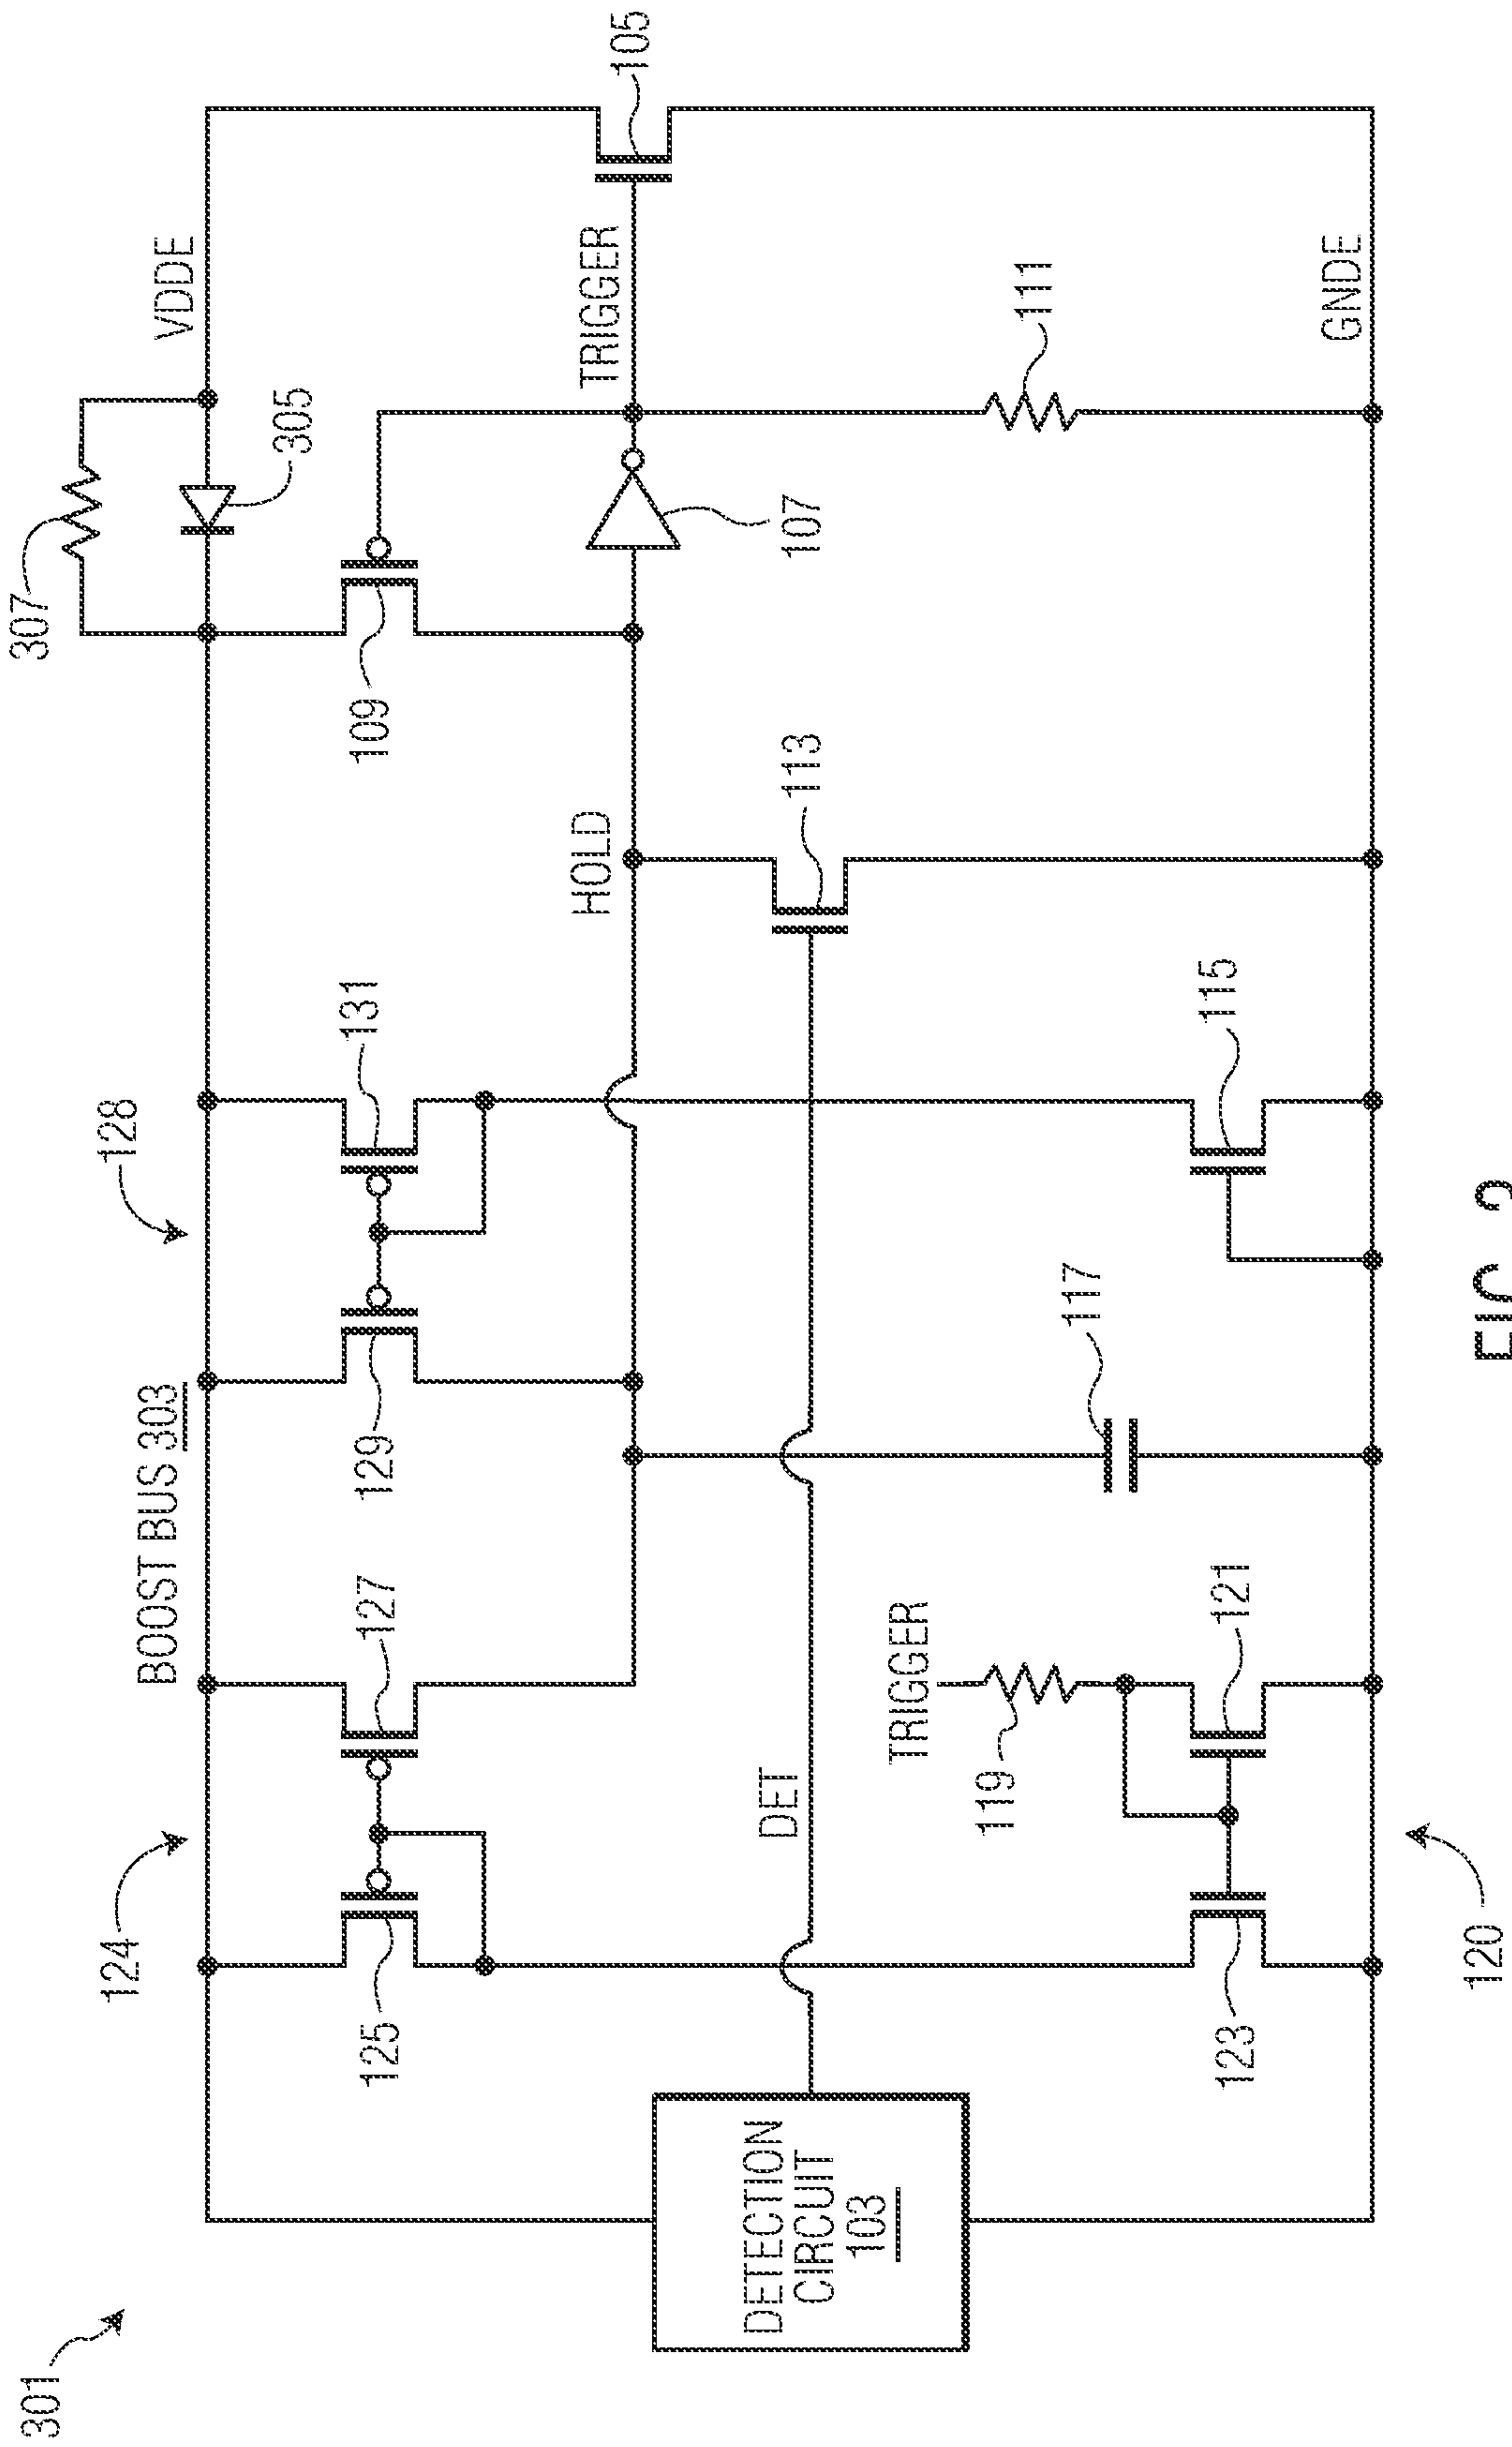 301
307
124
128
BOOST BUS 303
VDDE
305
125
127
129
131
109
HOLD
TRIGGER
105
DETECTION
CIRCUIT
103
DET
113
107
TRIGGER
119
111
117
123
121
115
GNDE
120